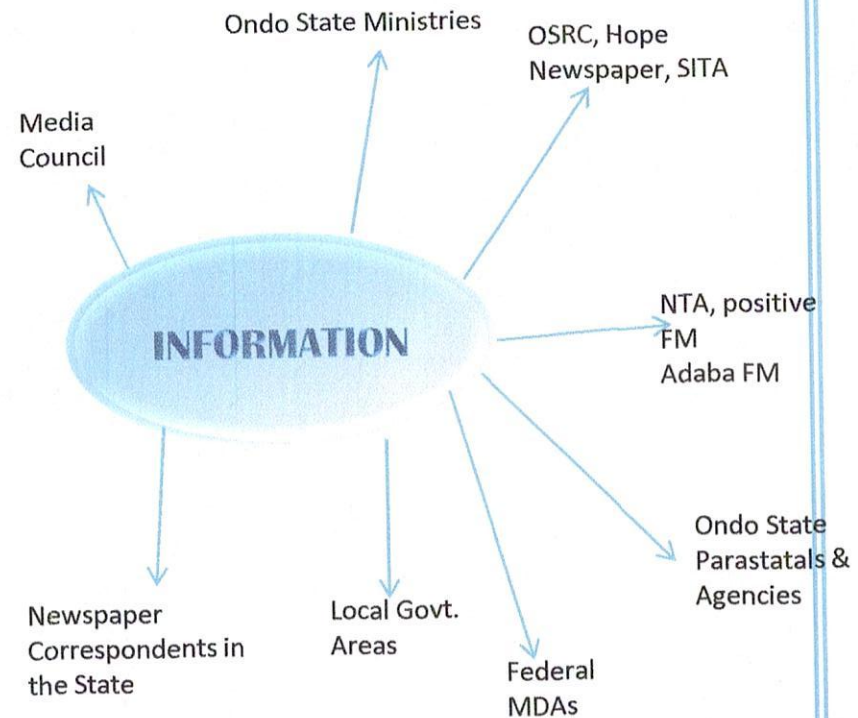 Ondo State Ministries
OSRC, Hope
Newspaper, SITA
Media
Council
INFORMATION
NTA, positive
FM
Adaba FM
Ondo State
Parastatals &
Agencies
Newspaper
Correspondents in
the State
Local Govt.
Areas
Federal
MDAs